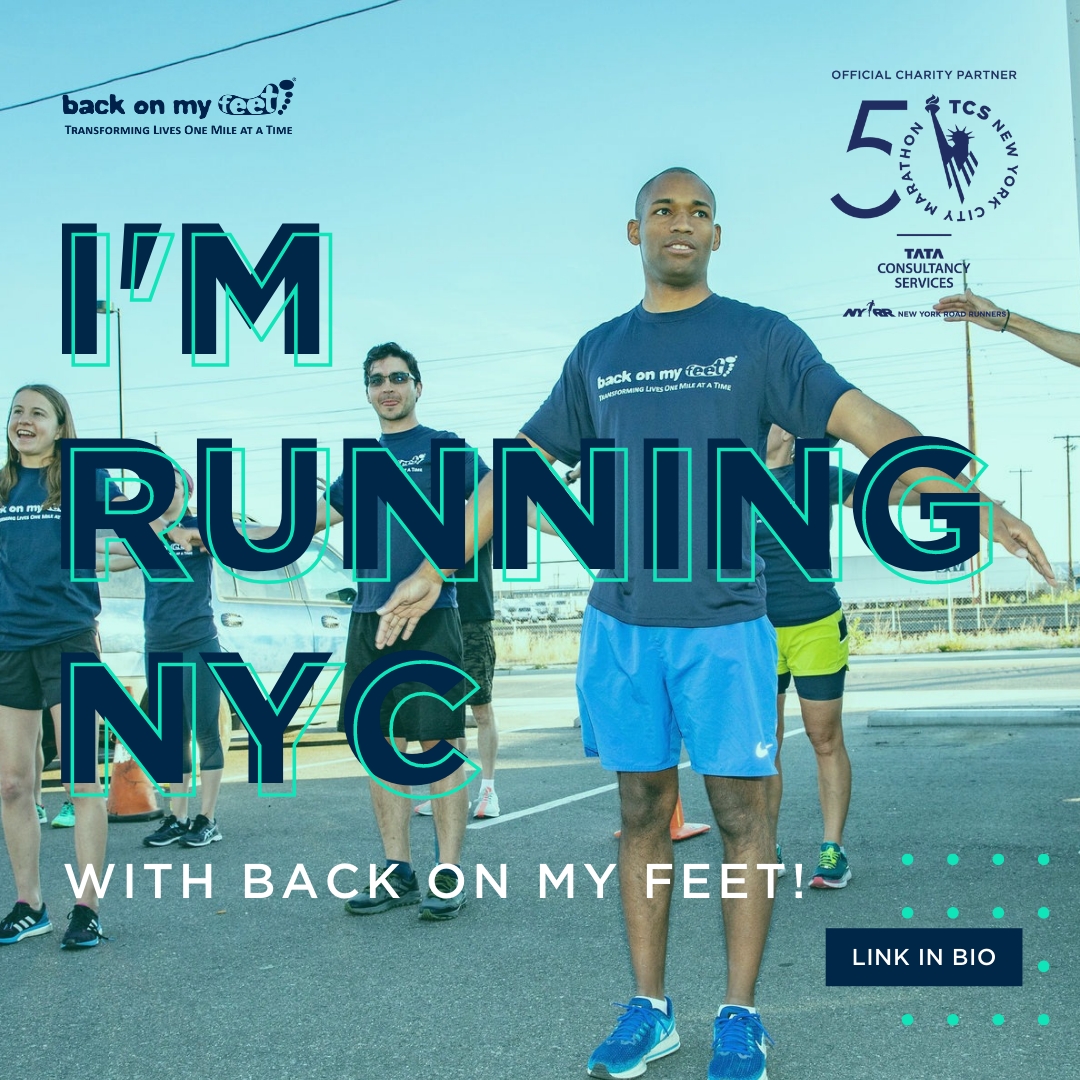 back on my feet!
TRANSFORMING LIVES ONE MILE AT A TIME
OFFICIAL CHARITY PARTNER
50
TCS NEW YORK CITY MARATHON
TATA
CONSULTANCY
SERVICES
NYRR NEW YORK ROAD RUNNERS
I'M
back on my feet!
TRANSFORMING LIVES ONE MILE AT A TIME
RUNNING
NYC
WITH BACK ON MY FEET!
LINK IN BIO